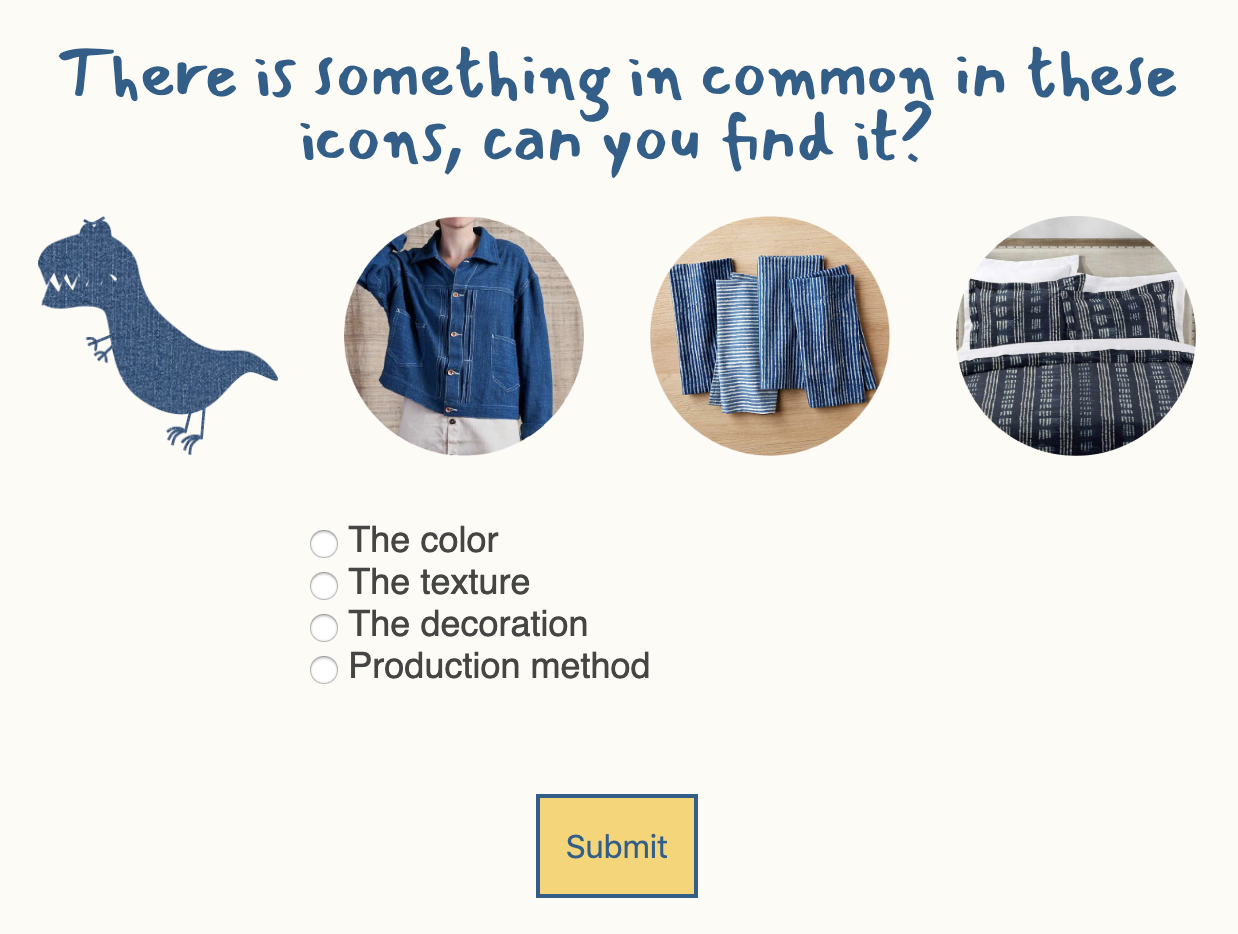 There is something in common in these
icons, can you find it?
The color
The texture
The decoration
Production method
Submit